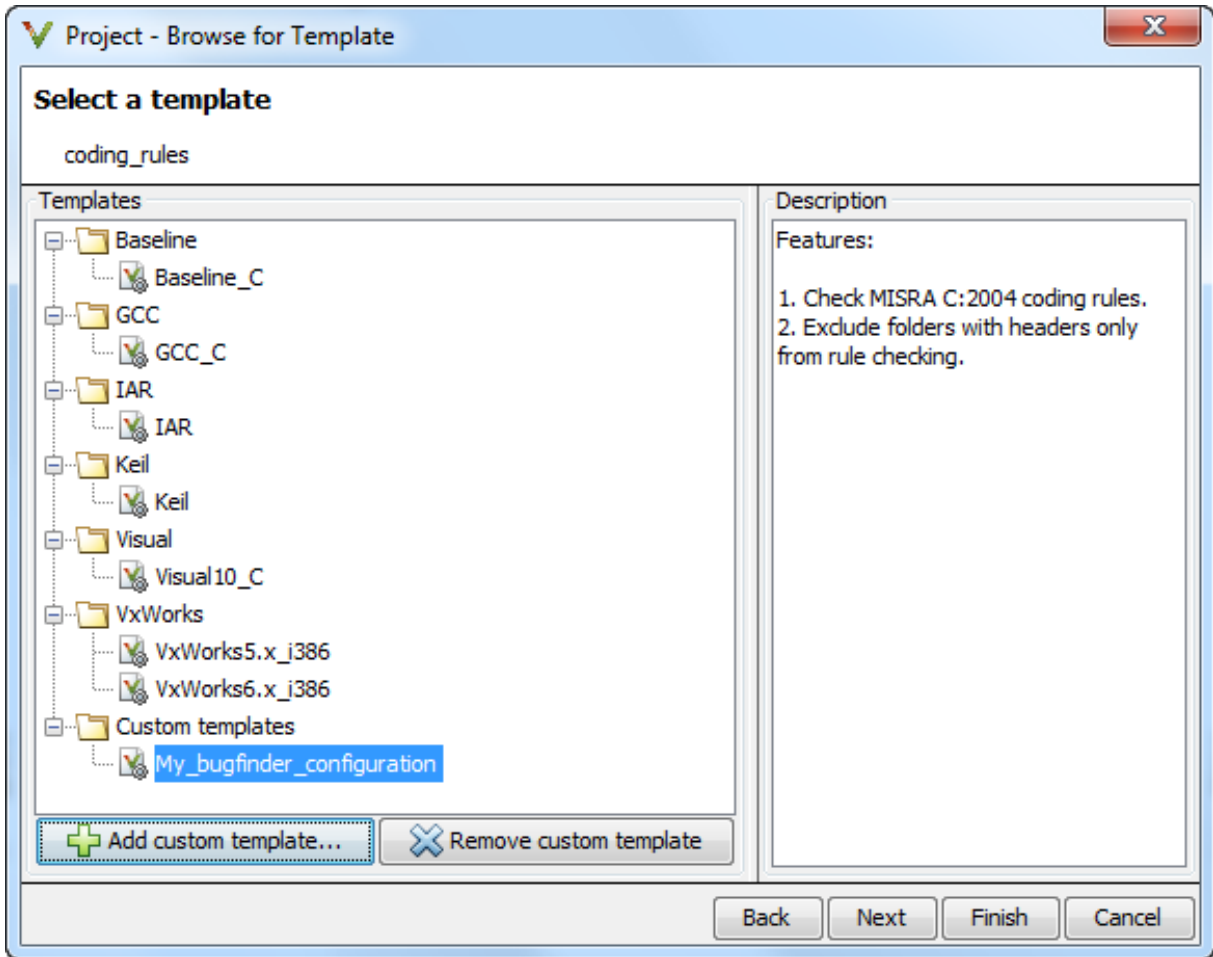 Project - Browse for Template
Select a template
coding_rules
Templates
Baseline
Baseline_C
GCC
GCC_C
IAR
IAR
Keil
Keil
Visual
Visual10_C
VxWorks
VxWorks5.x_i386
VxWorks6.x_i386
Custom templates
My_bugfinder_configuration
Add custom template...
Remove custom template
Description
Features:
1. Check MISRA C:2004 coding rules.
2. Exclude folders with headers only
from rule checking.
Back
Next
Finish
Cancel